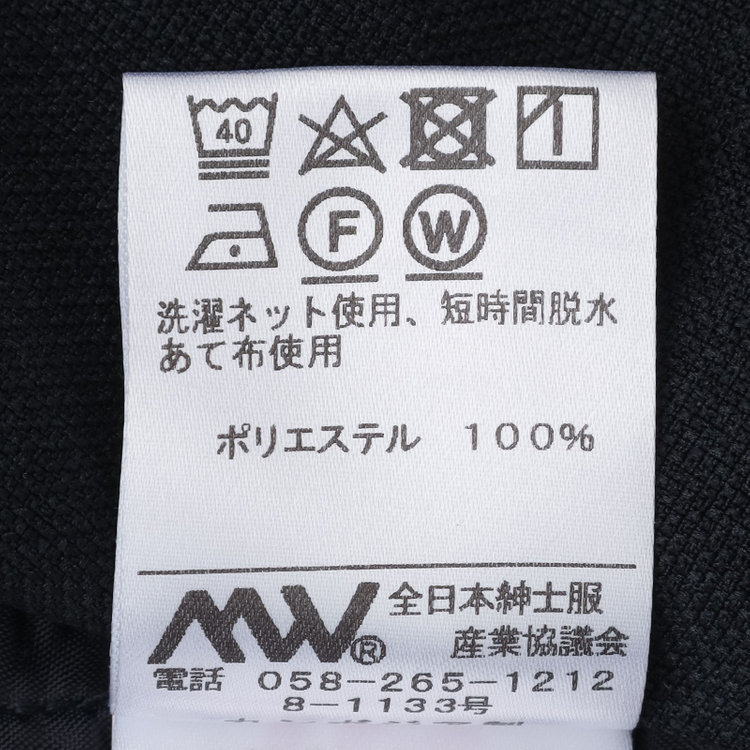 40
F W
洗濯ネット使用、短時間脱水
あて布使用
ポリエステル 100%
MW® 全日本紳士服
産業協議会
電話 058-265-1212
8-1133号